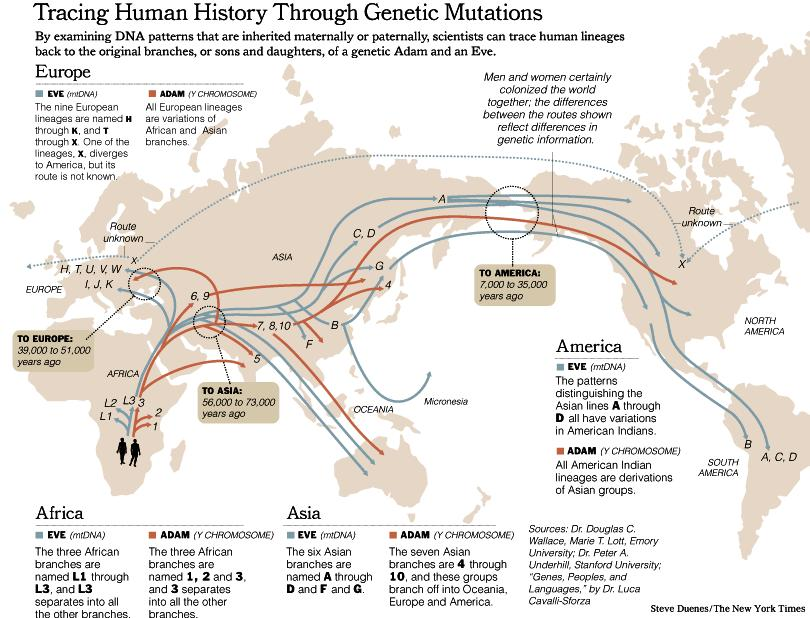 Tracing Human History Through Genetic Mutations
By examining DNA patterns that are inherited maternally or paternally, scientists can trace human lineages
back to the original branches, or sons and daughters, of a genetic Adam and an Eve.
Europe
EVE (mtDNA)
The nine European
lineages are named H
through K, and T
through X. One of the
lineages, X, diverges
to America, but its
route is not known.
ADAM (Y CHROMOSOME)
All European lineages
are variations of
African and Asian
branches.
Men and women certainly
colonized the world
together; the differences
between the routes shown
reflect differences in
genetic information.
Route
unknown
X
H, T, U, V, W
I, J, K
EUROPE
ASIA
A
C, D
G
4
6, 9
7, 8, 10
B
F
5
Route
unknown
X
TO AMERICA:
7,000 to 35,000
years ago
NORTH
AMERICA
TO EUROPE:
39,000 to 51,000
years ago
AFRICA
TO ASIA:
56,000 to 73,000
years ago
L2
L3
3
L1
2
1
OCEANIA
Micronesia
America
EVE (mtDNA)
The patterns
distinguishing the
Asian lines A through
D all have variations
in American Indians.
ADAM (Y CHROMOSOME)
All American Indian
lineages are derivations
of Asian groups.
B
A, C, D
SOUTH
AMERICA
Africa
EVE (mtDNA)
The three African
branches are
named L1 through
L3, and L3
separates into all
the other branches.
ADAM (Y CHROMOSOME)
The three African
branches are
named 1, 2 and 3,
and 3 separates
into all the other
branches.
Asia
EVE (mtDNA)
The six Asian
branches are
named A through
D and F and G.
ADAM (Y CHROMOSOME)
The seven Asian
branches are 4 through
10, and these groups
branch off into Oceania,
Europe and America.
Sources: Dr. Douglas C.
Wallace, Marie T. Lott, Emory
University; Dr. Peter A.
Underhill, Stanford University;
"Genes, Peoples, and
Languages," by Dr. Luca
Cavalli-Sforza
Steve Duenes/The New York Times